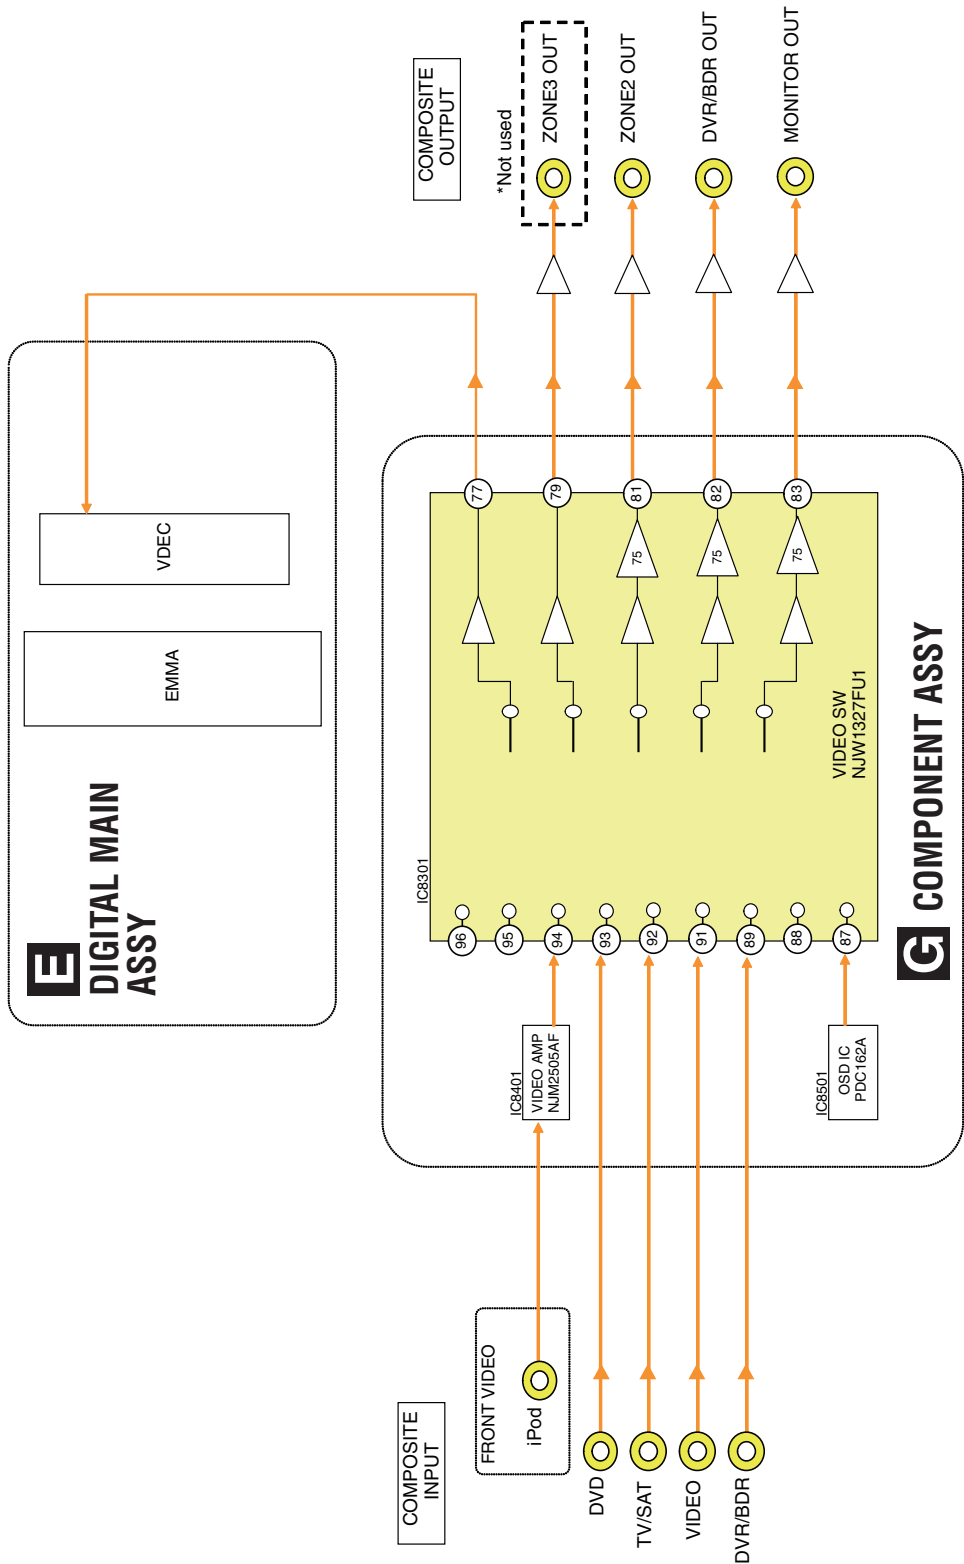 E
DIGITAL MAIN
ASSY
EMMA
VDEC
COMPOSITE
OUTPUT
*Not used
ZONE3 OUT
ZONE2 OUT
DVR/BDR OUT
MONITOR OUT
COMPOSITE
INPUT
FRONT VIDEO
iPod
DVD
TV/SAT
VIDEO
DVR/BDR
IC8401
VIDEO AMP
NJM2505AF
IC8501
OSD IC
PDC162A
IC8301
96
95
94
93
92
91
89
88
87
77
79
81
82
83
75
75
75
VIDEO SW
NJW1327FU1
G COMPONENT ASSY